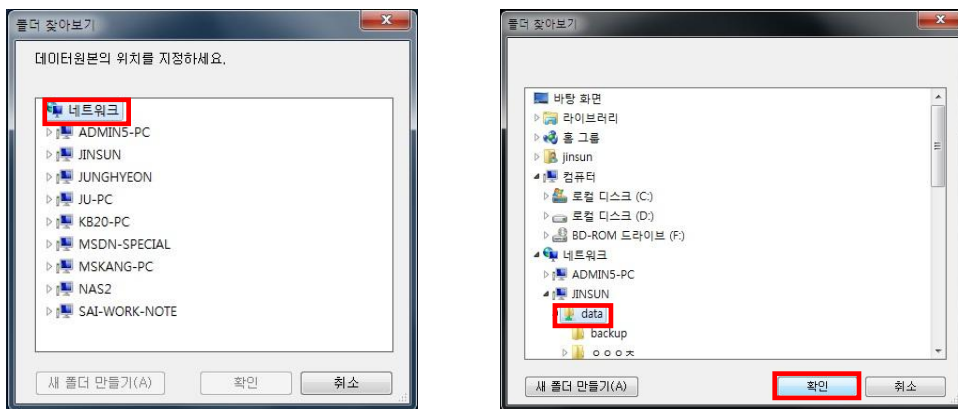 폴더 찾아보기
데이터원본의 위치를 지정하세요.
네트워크
ADMIN5-PC
JINSUN
JUNGHYEON
JU-PC
KB20-PC
MSDN-SPECIAL
MSKANG-PC
NAS2
SAI-WORK-NOTE
새 폴더 만들기(A)
확인
취소
폴더 찾아보기
바탕 화면
라이브러리
홈 그룹
jinsun
컴퓨터
로컬 디스크 (C:)
로컬 디스크 (D:)
BD-ROM 드라이브 (F:)
네트워크
ADMIN5-PC
JINSUN
data
backup
ㅇㅇㅇㅊ
새 폴더 만들기(A)
확인
취소